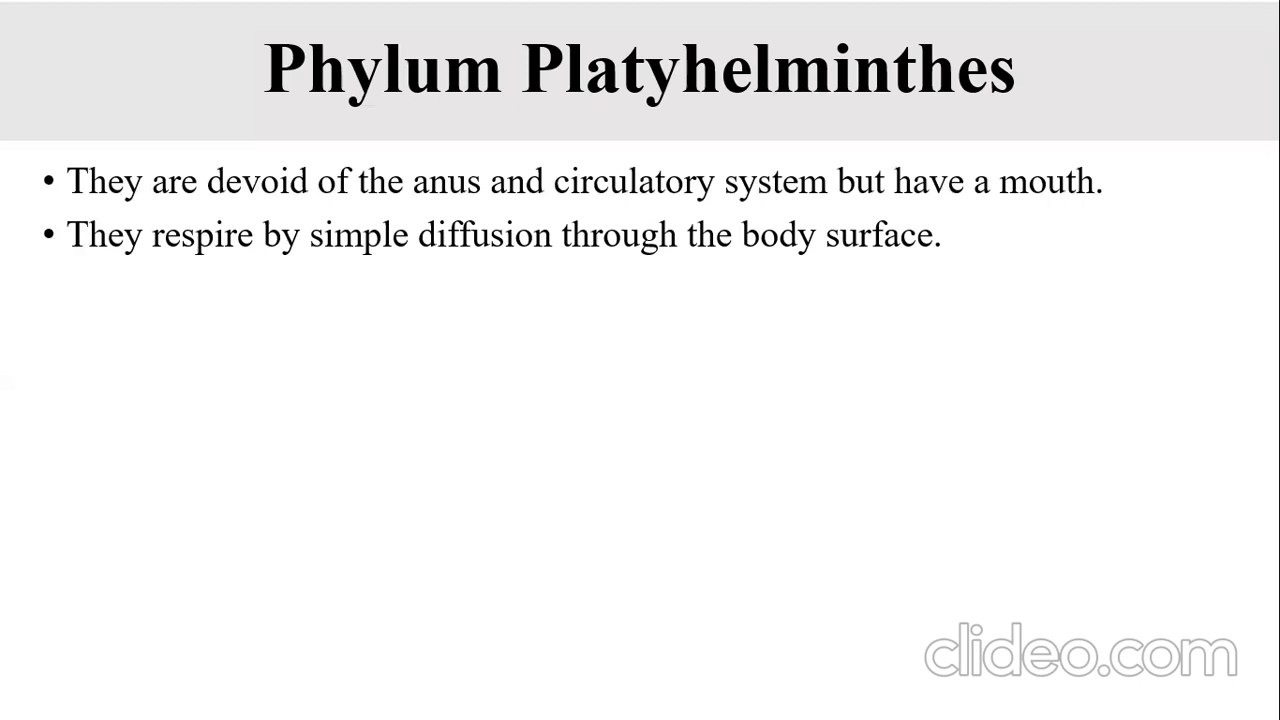 Phylum Platyhelminthes
• They are devoid of the anus and circulatory system but have a mouth.
• They respire by simple diffusion through the body surface.
clideo.com